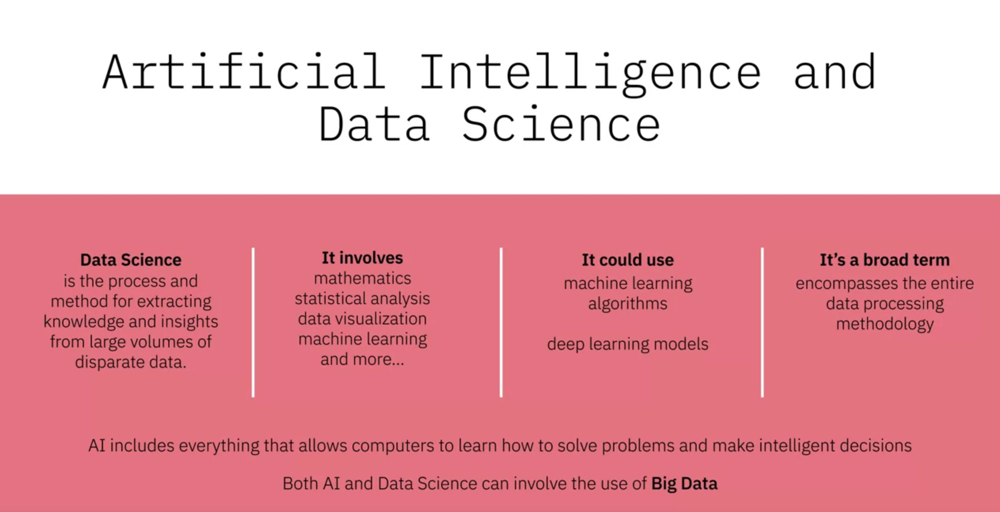 Artificial Intelligence and
Data Science
Data Science
is the process and
method for extracting
knowledge and insights
from large volumes of
disparate data.
It involves
mathematics
statistical analysis
data visualization
machine learning
and more...
It could use
machine learning
algorithms
deep learning models
It’s a broad term
encompasses the entire
data processing
methodology
AI includes everything that allows computers to learn how to solve problems and make intelligent decisions
Both AI and Data Science can involve the use of Big Data